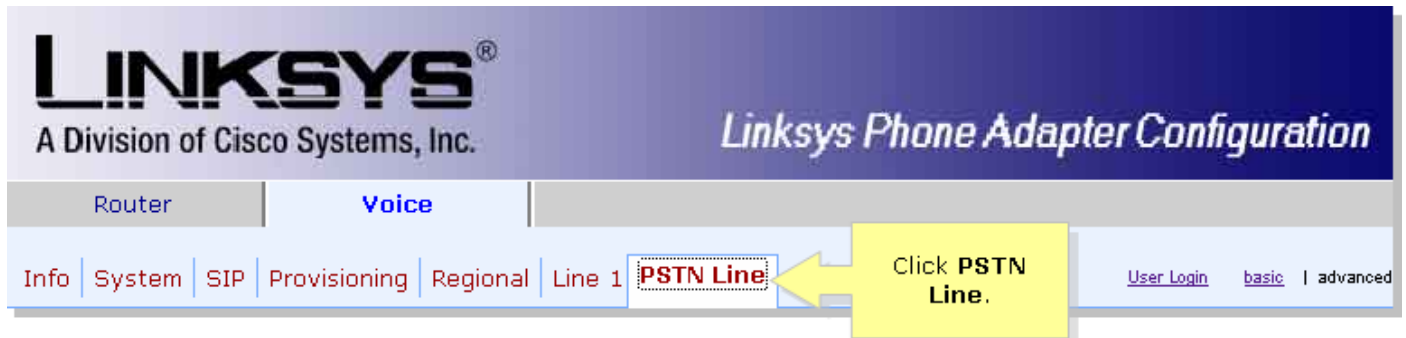 LINKSYS®
A Division of Cisco Systems, Inc.
Linksys Phone Adapter Configuration
Router Voice
Info System SIP Provisioning Regional Line 1 PSTN Line
Click PSTN
Line.
User Login basic | advanced